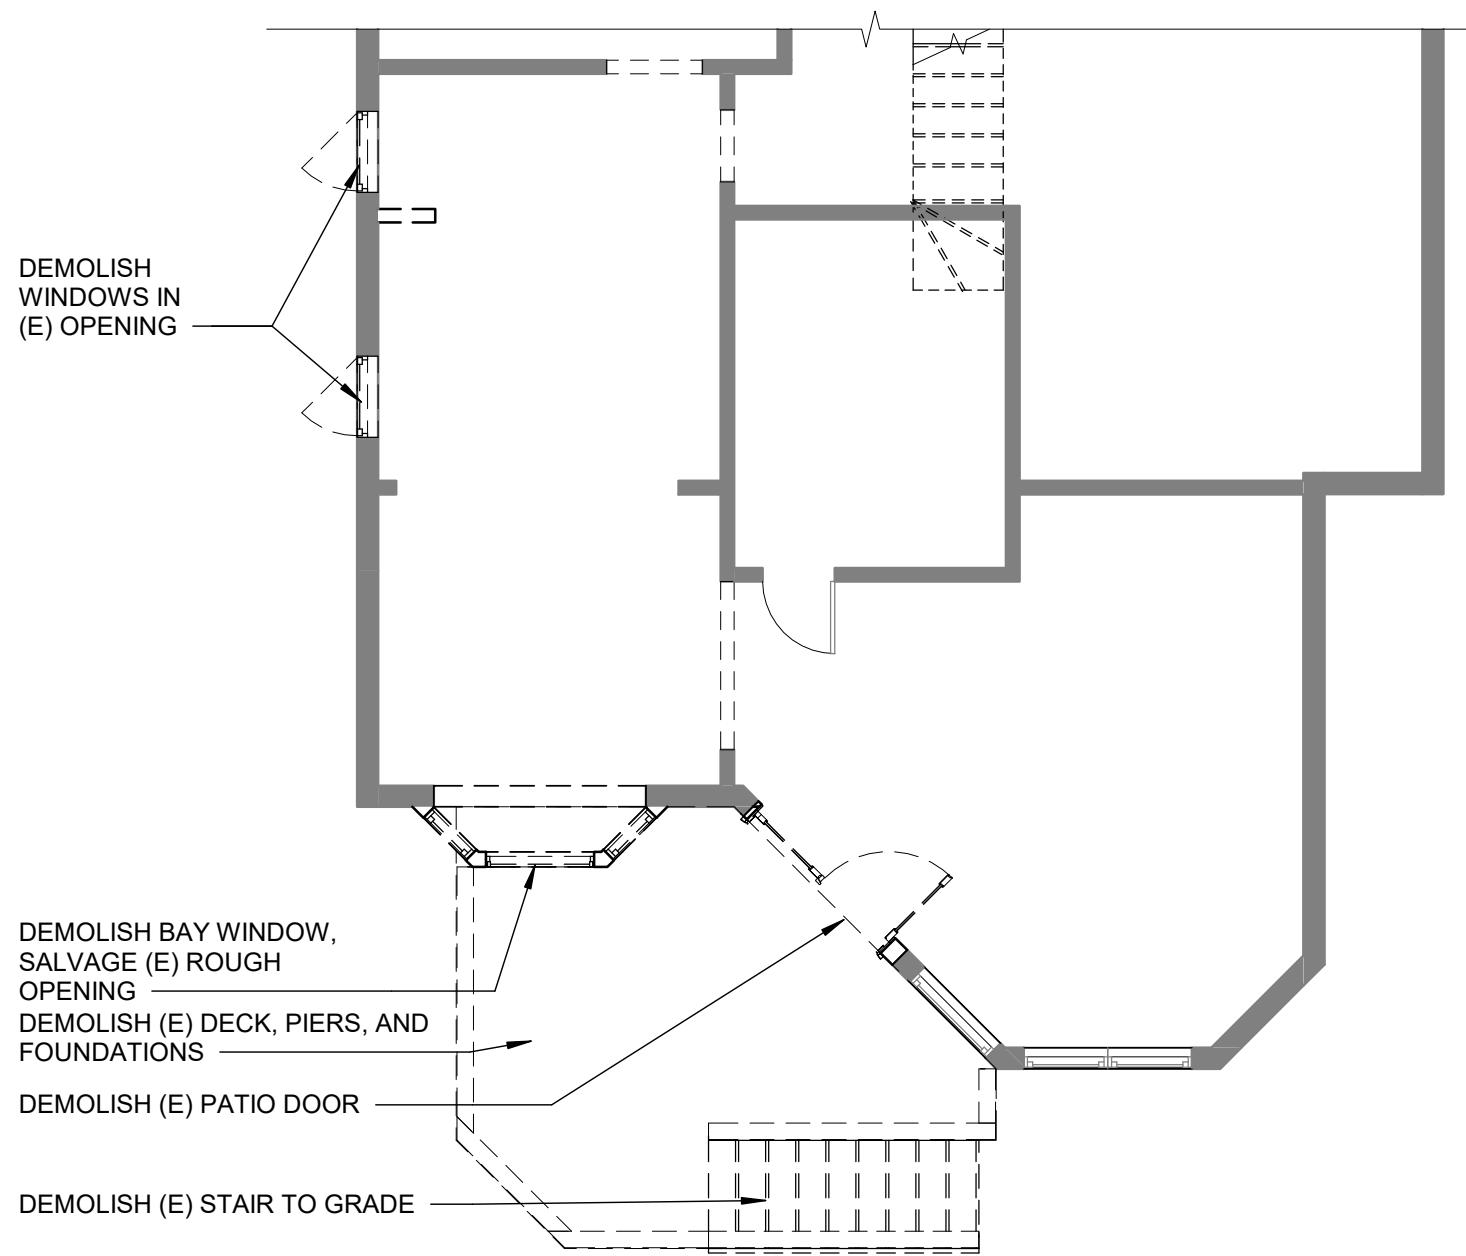 DEMOLISH
WINDOWS IN
(E) OPENING
DEMOLISH BAY WINDOW,
SALVAGE (E) ROUGH
OPENING
DEMOLISH (E) DECK, PIERS, AND
FOUNDATIONS
DEMOLISH (E) PATIO DOOR
DEMOLISH (E) STAIR TO GRADE